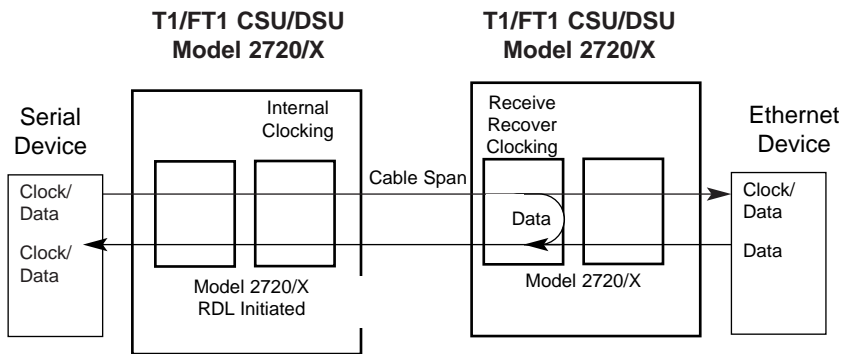 T1/FT1 CSU/DSU
Model 2720/X
T1/FT1 CSU/DSU
Model 2720/X
Serial
Device
Internal
Clocking
Receive
Recover
Clocking
Ethernet
Device
Cable Span
Clock/
Data
Clock/
Data
Data
Clock/
Data
Data
Model 2720/X
RDL Initiated
Model 2720/X